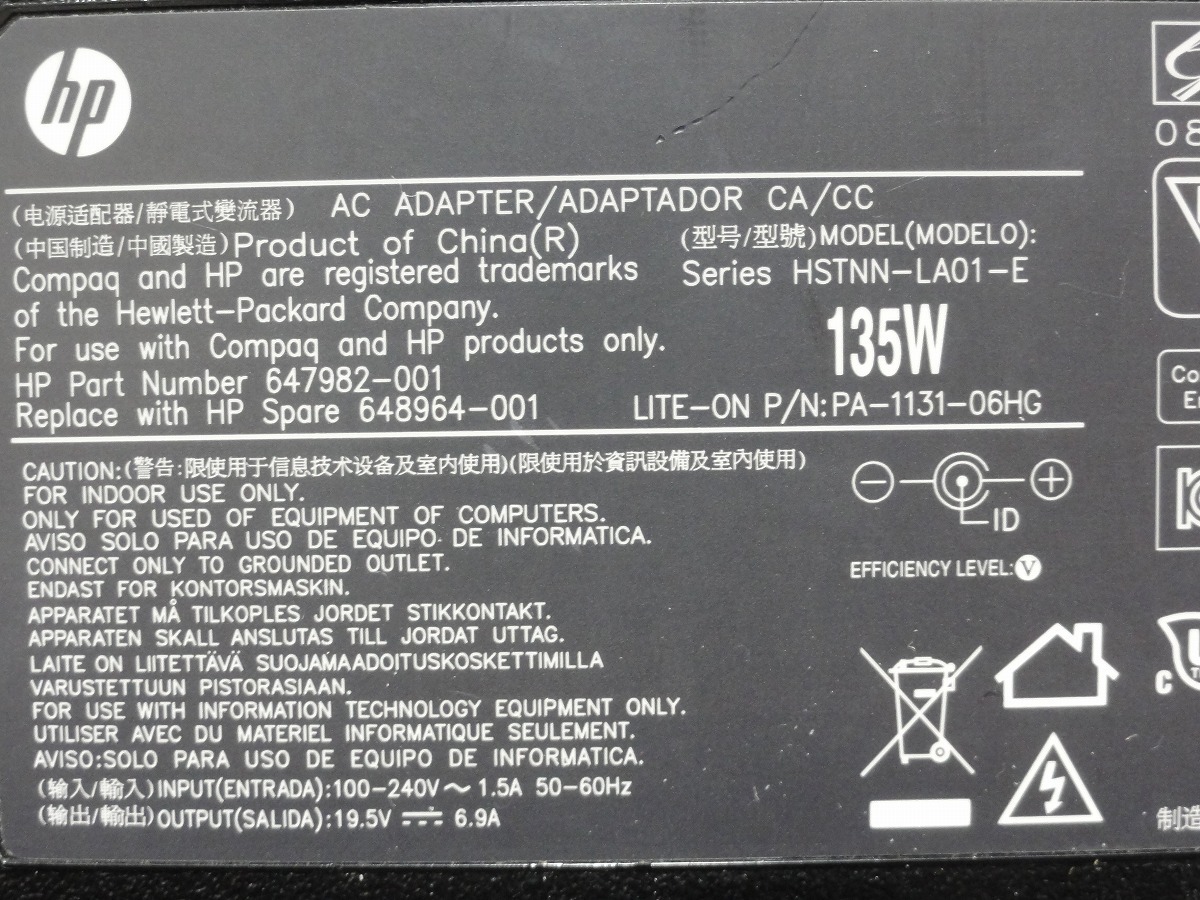 hp
(电源适配器/靜電式變流器) AC ADAPTER/ADAPTADOR CA/CC
(中国制造/中國製造)Product of China(R)
Compaq and HP are registered trademarks
of the Hewlett-Packard Company.
For use with Compaq and HP products only.
HP Part Number 647982-001
Replace with HP Spare 648964-001
(型号/型號)MODEL(MODELO):
Series HSTNN-LA01-E
135W
LITE-ON P/N:PA-1131-06HG
CAUTION:(警告:限使用于信息技术设备及室内使用)(限使用於資訊設備及室內使用)
FOR INDOOR USE ONLY.
ONLY FOR USED OF EQUIPMENT OF COMPUTERS.
AVISO SOLO PARA USO DE EQUIPO DE INFORMATICA.
CONNECT ONLY TO GROUNDED OUTLET.
ENDAST FOR KONTORSMASKIN.
APPARATET MÅ TILKOPLES JORDET STIKKONTAKT.
APPARATEN SKALL ANSLUTAS TILL JORDAT UTTAG.
LAITE ON LIITETTÄVÄ SUOJAMAADOITUSKOSKETTIMILLA
VARUSTETTUUN PISTORASIAAN.
FOR USE WITH INFORMATION TECHNOLOGY EQUIPMENT ONLY.
UTILISER AVEC DU MATERIEL INFORMATIQUE SEULEMENT.
AVISO:SOLO PARA USO DE EQUIPO DE INFORMATICA.
(输入/輸入)INPUT(ENTRADA):100-240V～ 1.5A 50-60Hz
(输出/輸出)OUTPUT(SALIDA):19.5V ⎓ 6.9A
ID
EFFICIENCY LEVEL:V
08
Co
C
制造